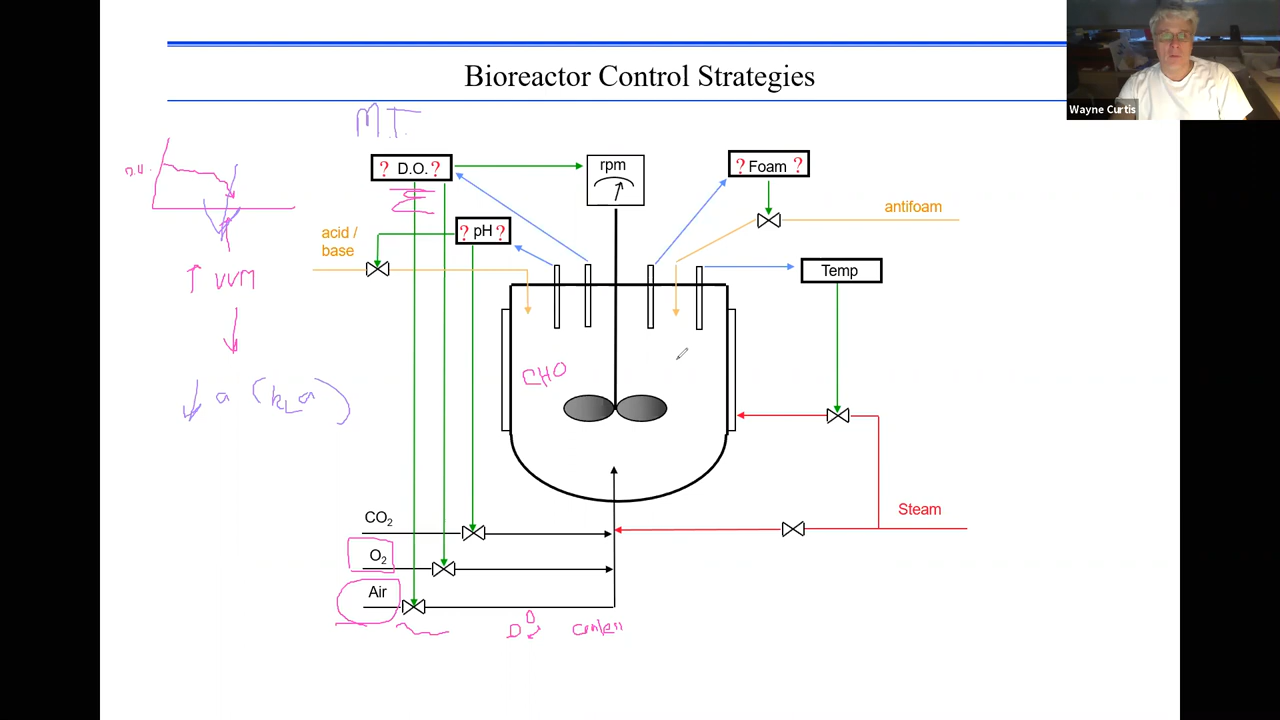 Bioreactor Control Strategies
Wayne Curtis
M.T.
? D.O. ?
rpm
? Foam ?
antifoam
acid /
base
? pH ?
Temp
↑ VVM
CHO
↓ a (kLa)
CO2
Steam
O2
Air